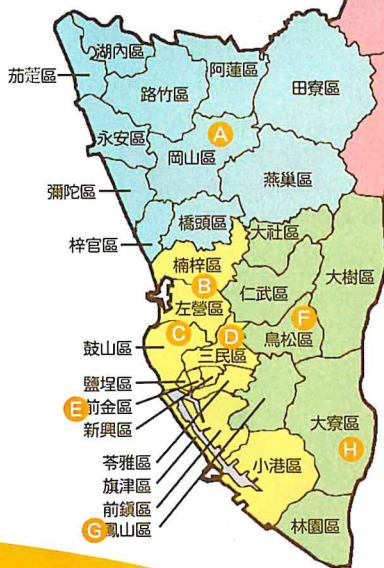 湖內區
茄萣區
路竹區
阿蓮區
田寮區
永安區
A
岡山區
燕巢區
彌陀區
橋頭區
梓官區
大社區
楠梓區
大樹區
B
仁武區
左營區
C
D
F
鳥松區
鼓山區
三民區
鹽埕區
E
前金區
新興區
大寮區
H
苓雅區
小港區
旗津區
前鎮區
G
鳳山區
林園區